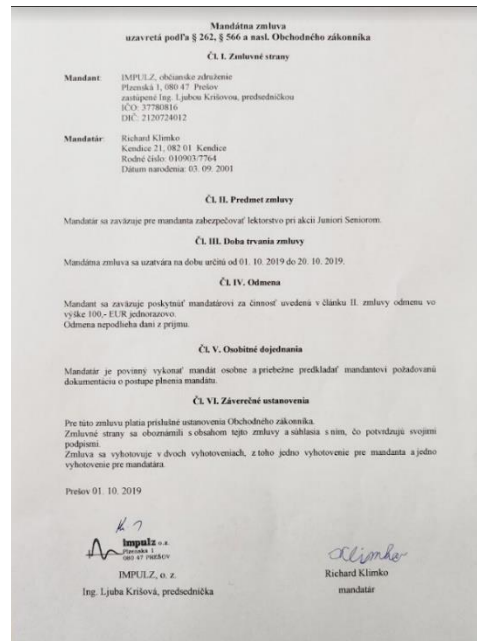 Mandátna zmluva
uzavretá podľa § 262, § 566 a nasl. Obchodného zákonníka
Čl. I. Zmluvné strany
Mandant: IMPULZ, občianske združenie
Plzenská 1, 080 47 Prešov
zastúpené Ing. Ljubou Krišovou, predsedníčkou
IČO: 37780816
DIČ: 2120724012
Mandatár: Richard Klimko
Kendice 21, 082 01 Kendice
Rodné číslo: 010903/7764
Dátum narodenia: 03. 09. 2001
Čl. II. Predmet zmluvy
Mandatár sa zaväzuje pre mandanta zabezpečovať lektorstvo pri akcii Juniori Seniorom.
Čl. III. Doba trvania zmluvy
Mandátna zmluva sa uzatvára na dobu určitú od 01. 10. 2019 do 20. 10. 2019.
Čl. IV. Odmena
Mandant sa zaväzuje poskytnúť mandatárovi za činnosť uvedenú v článku II. zmluvy odmenu vo
výške 100,- EUR jednorazovo.
Odmena nepodlieha dani z príjmu.
Čl. V. Osobitné dojednania
Mandatár je povinný vykonať mandát osobne a priebežne predkladať mandantovi požadovanú
dokumentáciu o postupe plnenia mandátu.
Čl. VI. Záverečné ustanovenia
Pre túto zmluvu platia príslušné ustanovenia Obchodného zákonníka.
Zmluvné strany sa oboznámili s obsahom tejto zmluvy a súhlasia s ním, čo potvrdzujú svojimi
podpismi.
Zmluva sa vyhotovuje v dvoch vyhotoveniach, z toho jedno vyhotovenie pre mandanta a jedno
vyhotovenie pre mandatára.
Prešov 01. 10. 2019
impulz o.z.
Plzenská 1
080 47 PREŠOV
Klimko
IMPULZ, o. z.
Richard Klimko
Ing. Ljuba Krišová, predsedníčka
mandatár